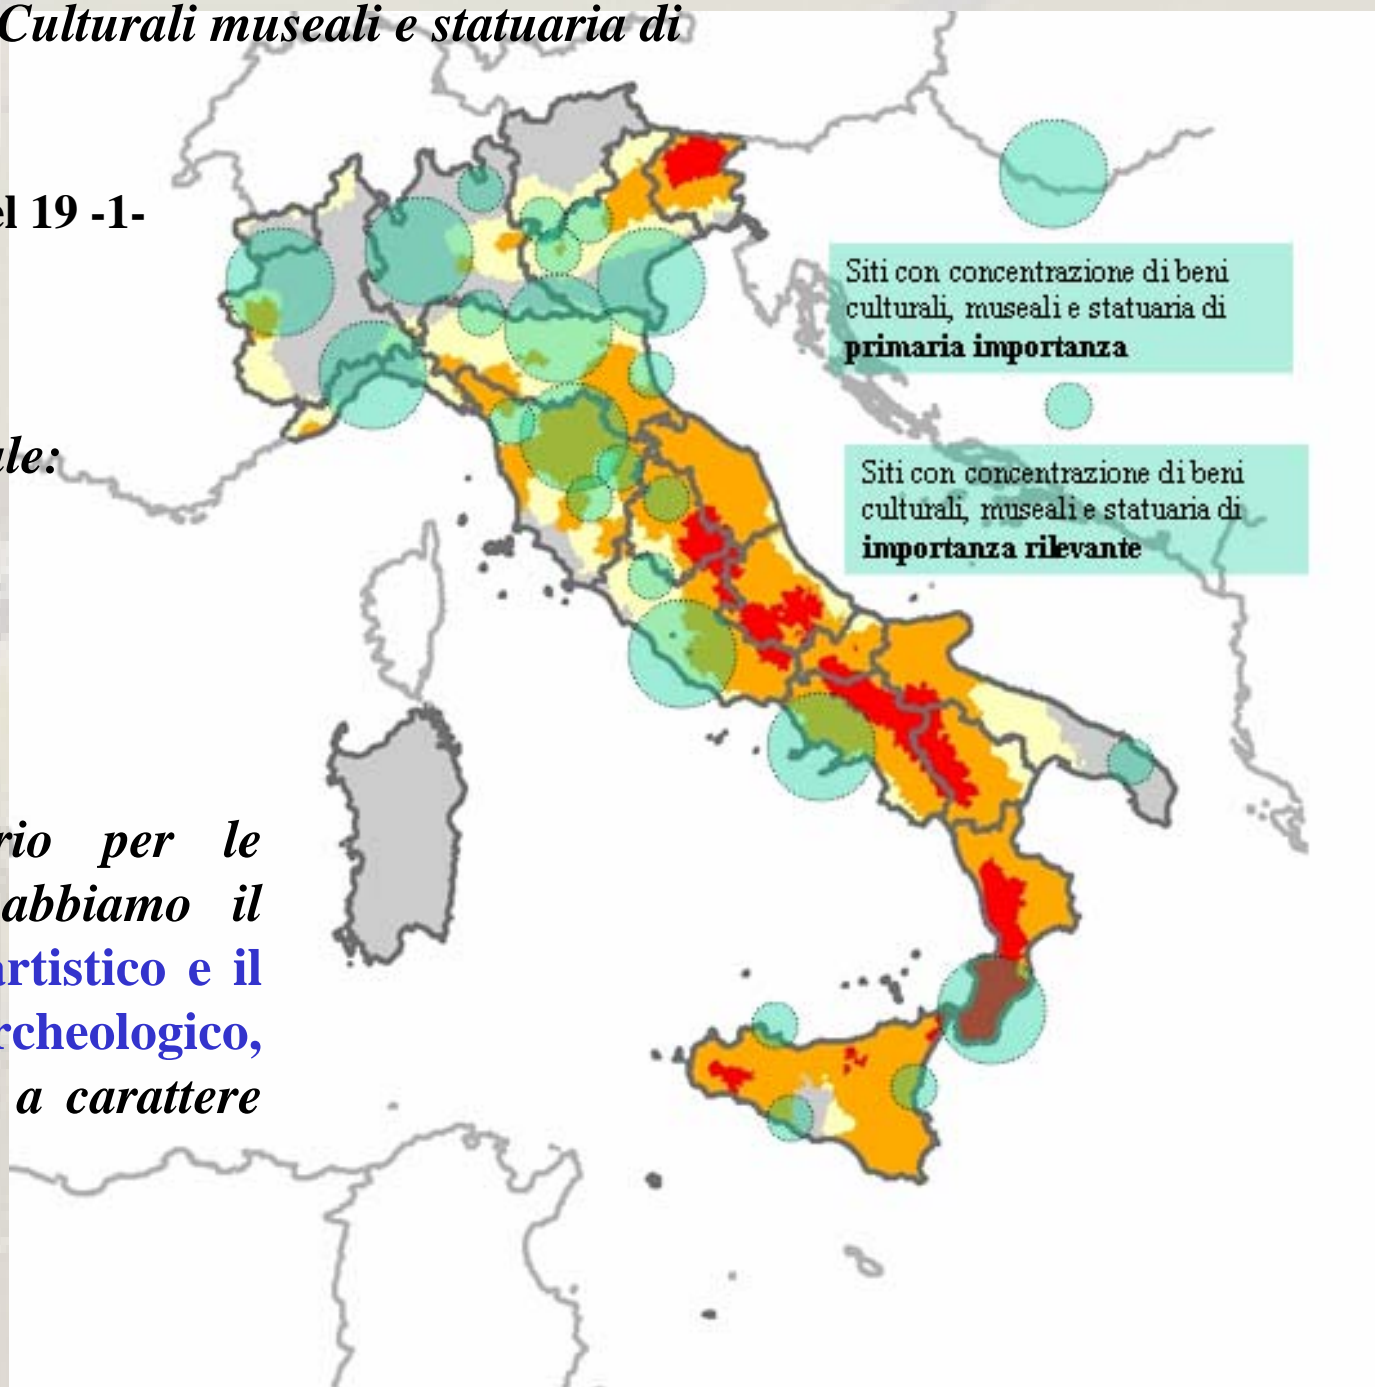 Culturali museali e statuaria di
el 19 -1-
Siti con concentrazione di beni
culturali, museali e statuaria di
primaria importanza
ale:
Siti con concentrazione di beni
culturali, museali e statuaria di
importanza rilevante
rio per le
abbiamo il
artistico e il
rcheologico,
a carattere